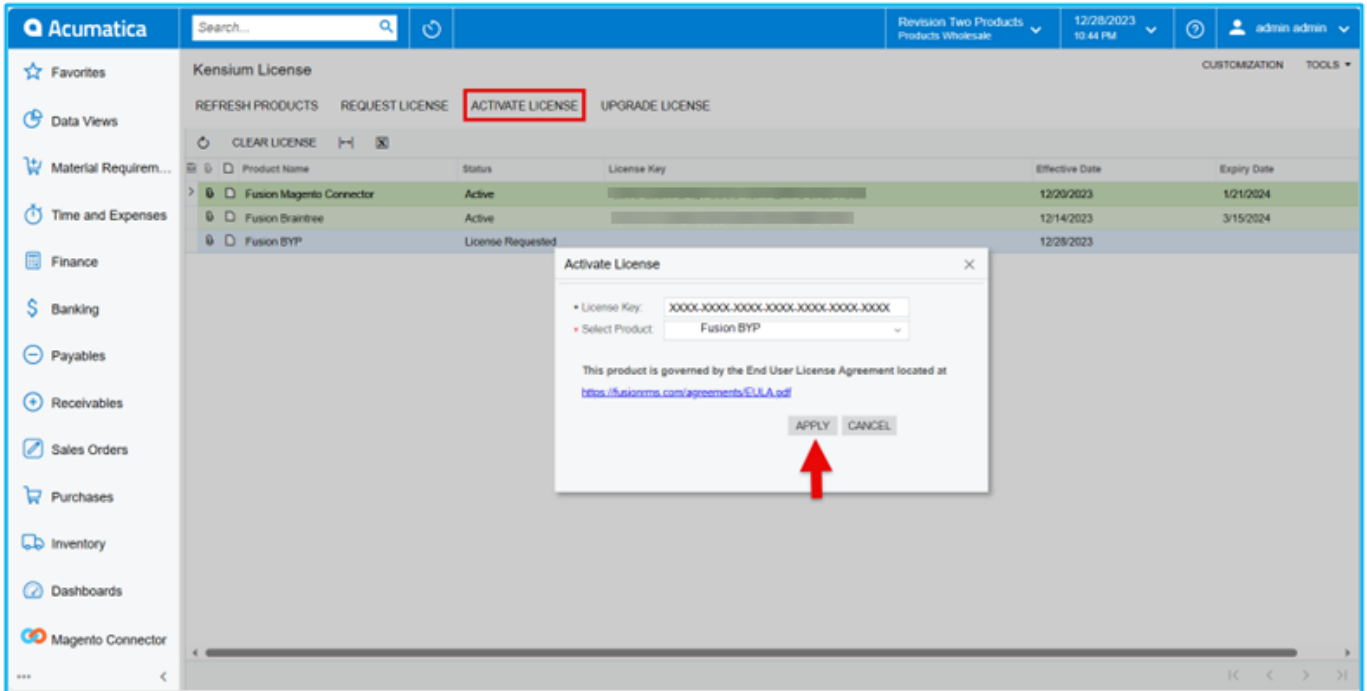 Acumatica
Search...
Revision Two Products
Products Wholesale
12/28/2023
10:44 PM
admin admin
Favorites
Data Views
Material Requirem...
Time and Expenses
Finance
Banking
Payables
Receivables
Sales Orders
Purchases
Inventory
Dashboards
Magento Connector
Kensium License
CUSTOMIZATION TOOLS
REFRESH PRODUCTS REQUEST LICENSE ACTIVATE LICENSE UPGRADE LICENSE
CLEAR LICENSE
Product Name Status License Key Effective Date Expiry Date
Fusion Magento Connector Active 12/20/2023 1/21/2024
Fusion Braintree Active 12/14/2023 3/15/2024
Fusion BYP License Requested 12/28/2023
Activate License
* License Key: XXXX-XXXX-XXXX-XXXX-XXXX-XXXX-XXXX
* Select Product: Fusion BYP
This product is governed by the End User License Agreement located at
https://fusionrms.com/agreements/EULA.pdf
APPLY CANCEL